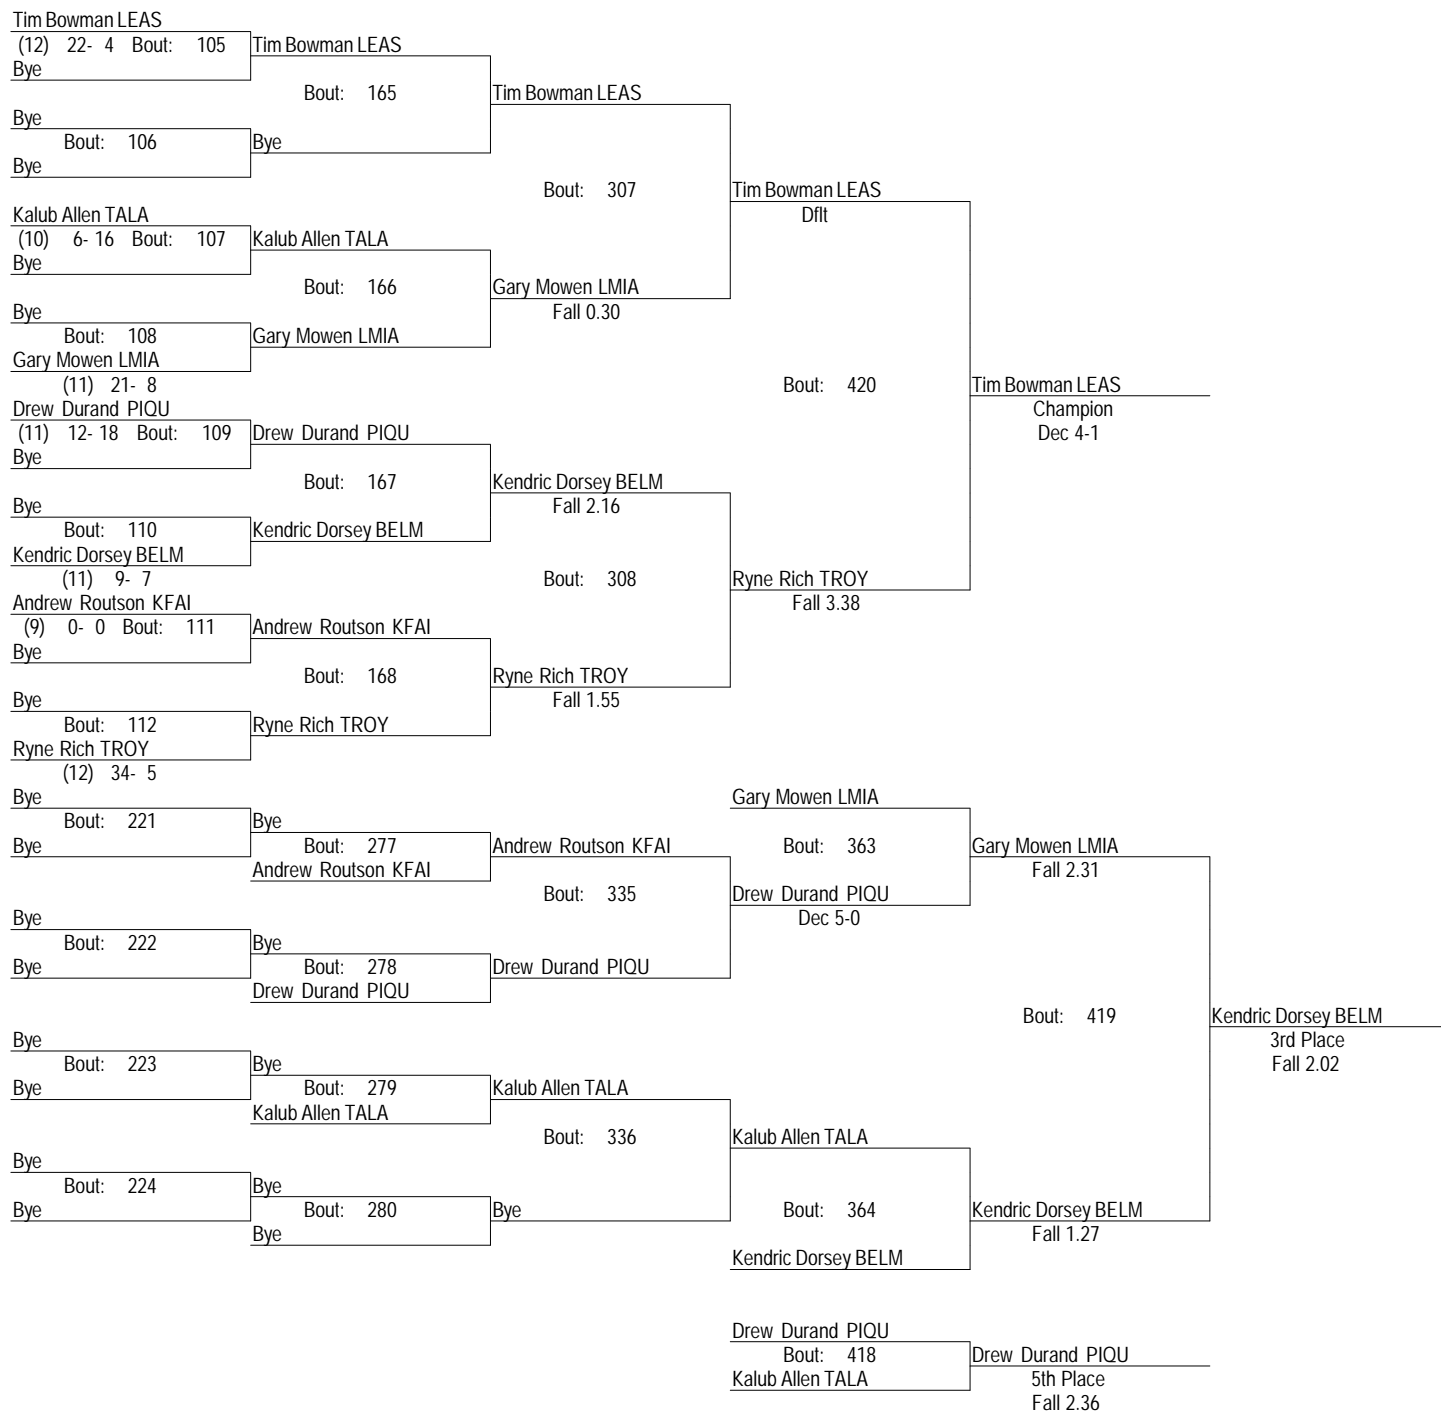 Tim Bowman LEAS
(12) 22- 4 Bout: 105 Tim Bowman LEAS
Bye
Bout: 165 Tim Bowman LEAS
Bye
Bout: 106 Bye
Bye
Bout: 307 Tim Bowman LEAS
Dflt
Kalub Allen TALA
(10) 6- 16 Bout: 107 Kalub Allen TALA
Bye
Bout: 166 Gary Mowen LMIA
Fall 0.30
Bye
Bout: 108 Gary Mowen LMIA
Gary Mowen LMIA
(11) 21- 8
Bout: 420 Tim Bowman LEAS
Champion
Dec 4-1
Drew Durand PIQU
(11) 12- 18 Bout: 109 Drew Durand PIQU
Bye
Bout: 167 Kendric Dorsey BELM
Fall 2.16
Bye
Bout: 110 Kendric Dorsey BELM
Kendric Dorsey BELM
(11) 9- 7
Bout: 308 Ryne Rich TROY
Fall 3.38
Andrew Routson KFAI
(9) 0- 0 Bout: 111 Andrew Routson KFAI
Bye
Bout: 168 Ryne Rich TROY
Fall 1.55
Bye
Bout: 112 Ryne Rich TROY
Ryne Rich TROY
(12) 34- 5
Bye
Bout: 221 Bye
Bye
Bout: 277 Andrew Routson KFAI
Andrew Routson KFAI
Gary Mowen LMIA
Bout: 363 Gary Mowen LMIA
Fall 2.31
Bout: 335 Drew Durand PIQU
Dec 5-0
Bye
Bout: 222 Bye
Bye
Bout: 278 Drew Durand PIQU
Drew Durand PIQU
Bout: 419 Kendric Dorsey BELM
3rd Place
Fall 2.02
Bye
Bout: 223 Bye
Bye
Bout: 279 Kalub Allen TALA
Kalub Allen TALA
Bout: 336 Kalub Allen TALA
Bye
Bout: 224 Bye
Bye
Bout: 280 Bye
Bye
Bout: 364 Kendric Dorsey BELM
Fall 1.27
Kendric Dorsey BELM
Drew Durand PIQU
Bout: 418 Drew Durand PIQU
Kalub Allen TALA
5th Place
Fall 2.36